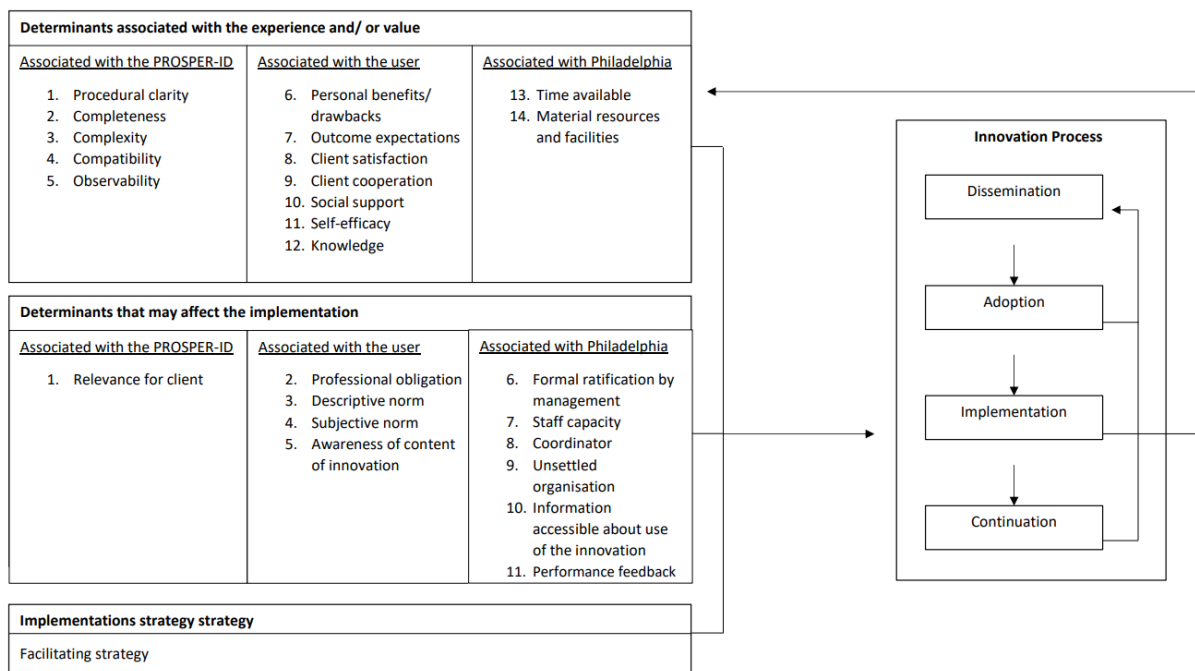 Determinants associated with the experience and/ or value
Associated with the PROSPER-ID
1. Procedural clarity
2. Completeness
3. Complexity
4. Compatibility
5. Observability
Associated with the user
6. Personal benefits/
drawbacks
7. Outcome expectations
8. Client satisfaction
9. Client cooperation
10. Social support
11. Self-efficacy
12. Knowledge
Associated with Philadelphia
13. Time available
14. Material resources
and facilities
Determinants that may affect the implementation
Associated with the PROSPER-ID
1. Relevance for client
Associated with the user
2. Professional obligation
3. Descriptive norm
4. Subjective norm
5. Awareness of content
of innovation
Associated with Philadelphia
6. Formal ratification by
management
7. Staff capacity
8. Coordinator
9. Unsettled
organisation
10. Information
accessible about use
of the innovation
11. Performance feedback
Implementations strategy strategy
Facilitating strategy
Innovation Process
Dissemination
Adoption
Implementation
Continuation